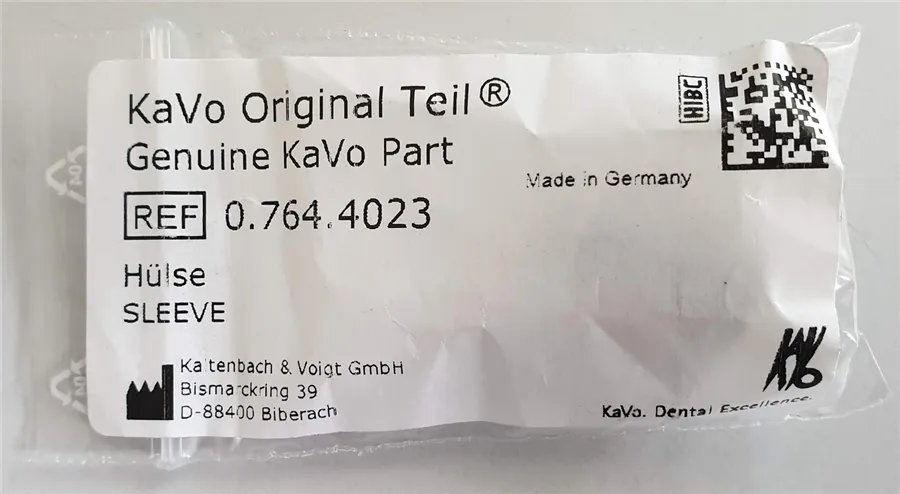 KaVo Original Teil®
Genuine KaVo Part
HIBC
Made in Germany
REF 0.764.4023
Hülse
SLEEVE
Kaltenbach & Voigt GmbH
Bismarckring 39
D-88400 Biberach
KAVO
KaVo. Dental Excellence.